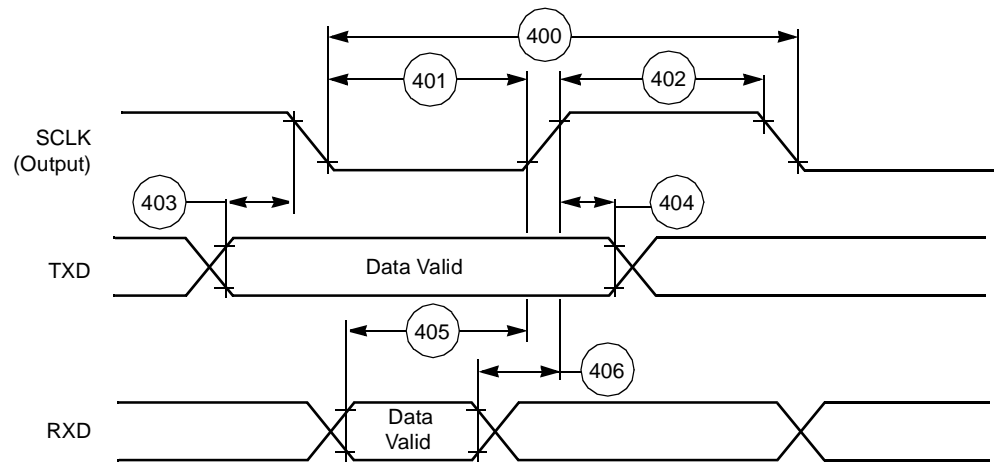 400
401
402
SCLK
(Output)
403
404
TXD
Data Valid
405
406
RXD
Data
Valid